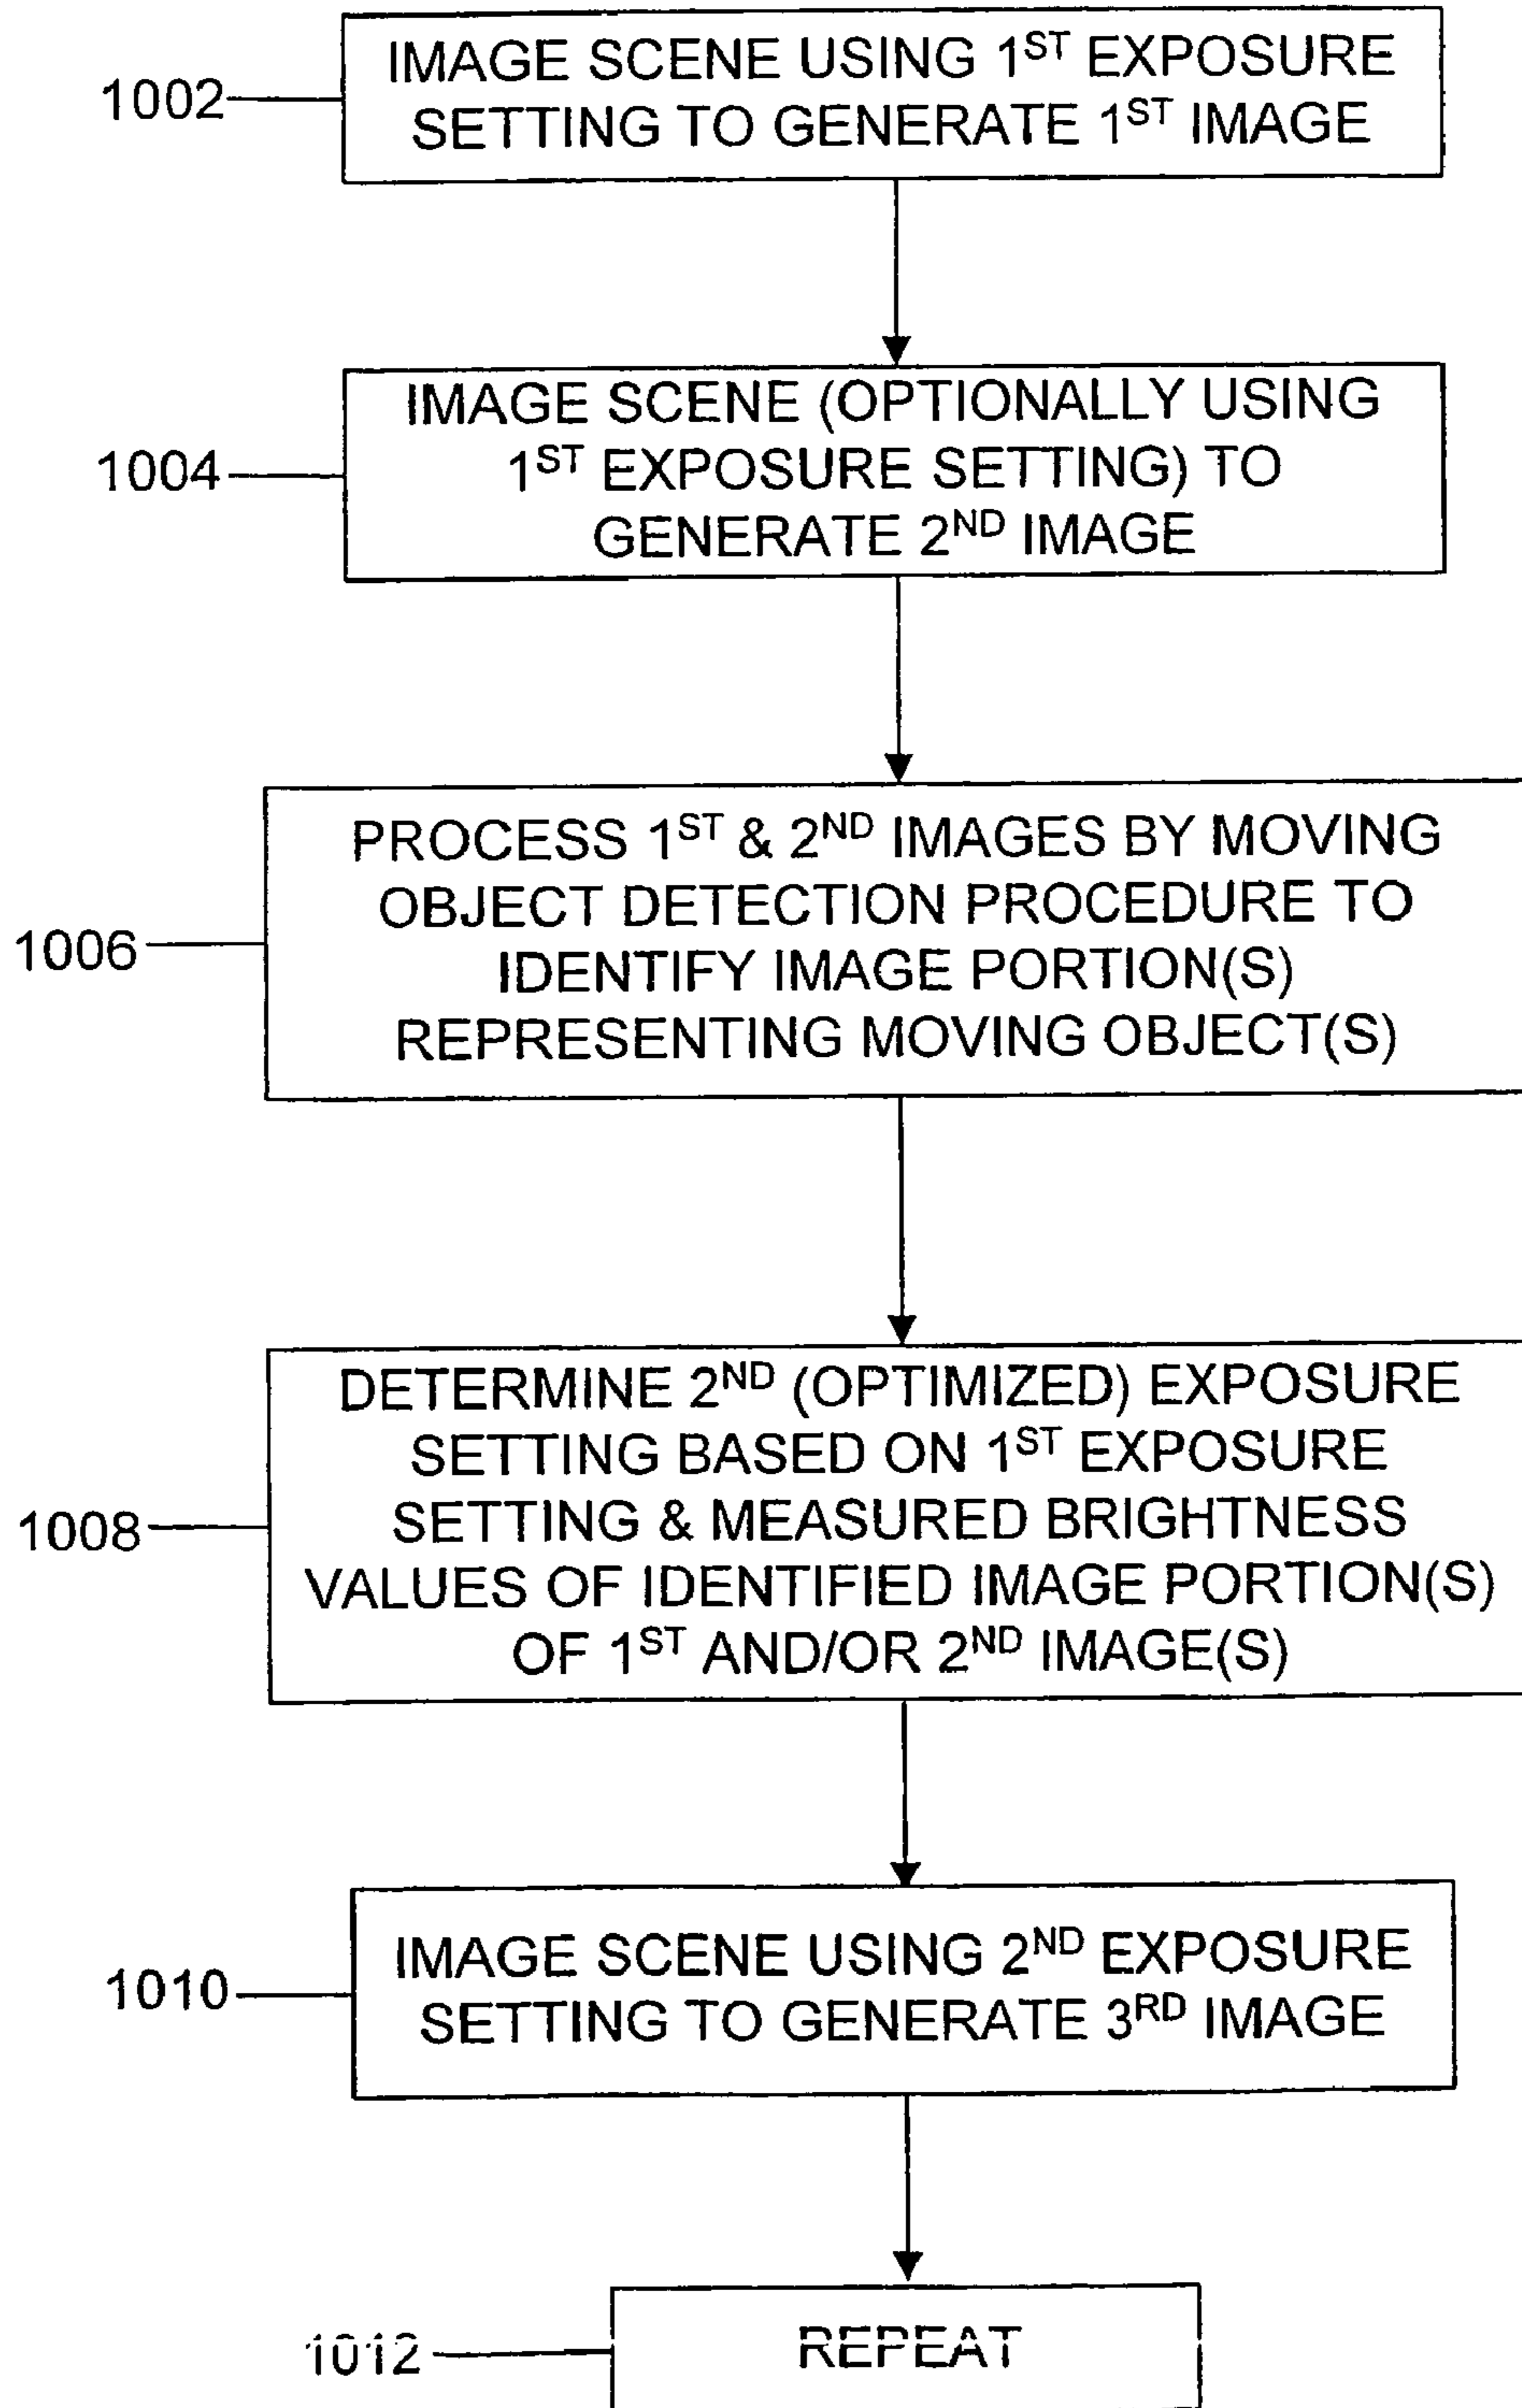 1002
IMAGE SCENE USING 1ST EXPOSURE
SETTING TO GENERATE 1ST IMAGE
1004
IMAGE SCENE (OPTIONALLY USING
1ST EXPOSURE SETTING) TO
GENERATE 2ND IMAGE
1006
PROCESS 1ST & 2ND IMAGES BY MOVING
OBJECT DETECTION PROCEDURE TO
IDENTIFY IMAGE PORTION(S)
REPRESENTING MOVING OBJECT(S)
1008
DETERMINE 2ND (OPTIMIZED) EXPOSURE
SETTING BASED ON 1ST EXPOSURE
SETTING & MEASURED BRIGHTNESS
VALUES OF IDENTIFIED IMAGE PORTION(S)
OF 1ST AND/OR 2ND IMAGE(S)
1010
IMAGE SCENE USING 2ND EXPOSURE
SETTING TO GENERATE 3RD IMAGE
1012
REPEAT